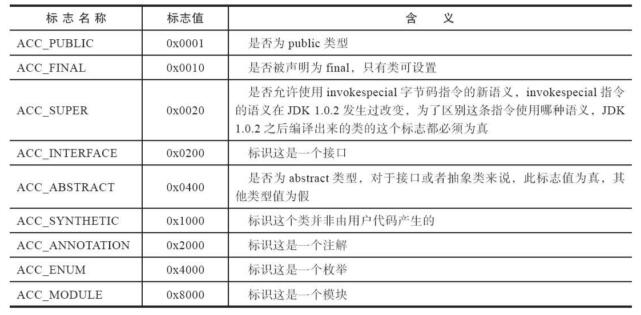 标志名称 标志值 含 义
ACC_PUBLIC 0x0001 是否为 public 类型
ACC_FINAL 0x0010 是否被声明为 final，只有类可设置
ACC_SUPER 0x0020 是否允许使用 invokespecial 字节码指令的新语义，invokespecial 指令
的语义在 JDK 1.0.2 发生过改变，为了区别这条指令使用哪种语义，JDK
1.0.2 之后编译出来的类的这个标志都必须为真
ACC_INTERFACE 0x0200 标识这是一个接口
ACC_ABSTRACT 0x0400 是否为 abstract 类型，对于接口或者抽象类来说，此标志值为真，其
他类型值为假
ACC_SYNTHETIC 0x1000 标识这个类并非由用户代码产生的
ACC_ANNOTATION 0x2000 标识这是一个注解
ACC_ENUM 0x4000 标识这是一个枚举
ACC_MODULE 0x8000 标识这是一个模块